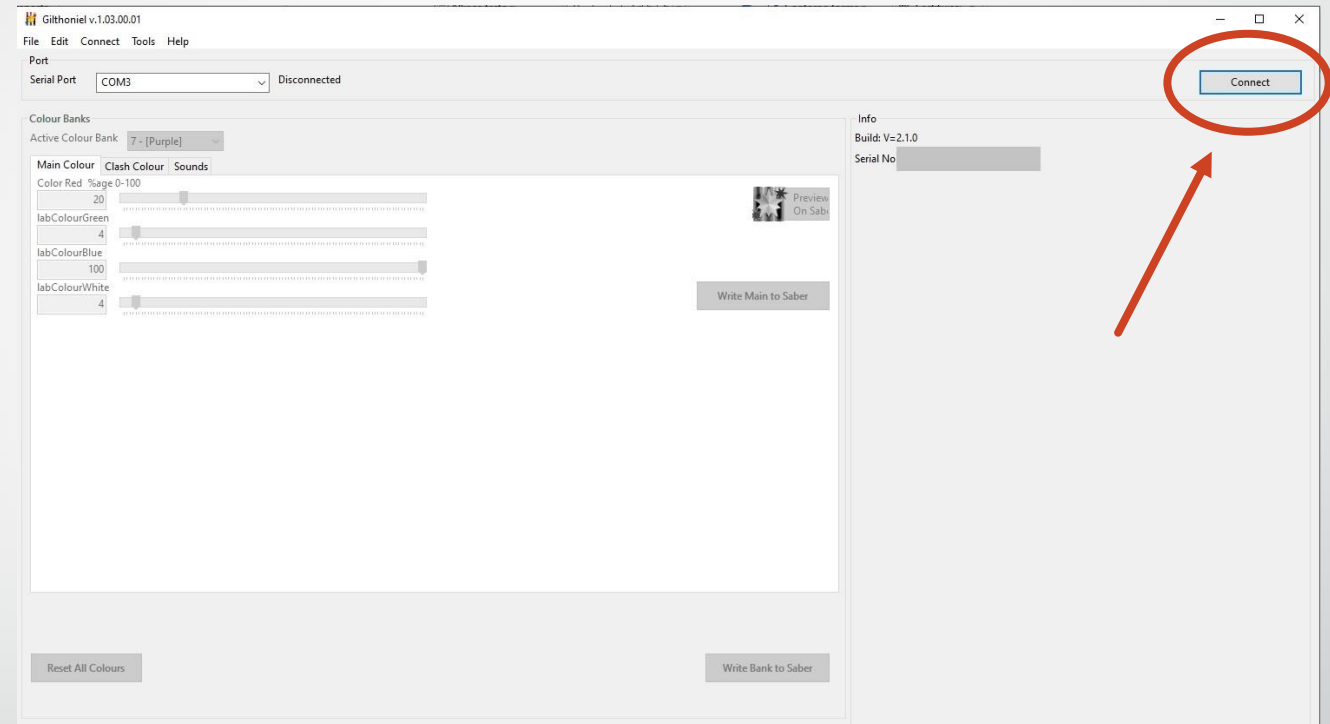 Gilthoniel v.1.03.00.01
File Edit Connect Tools Help
Port
Serial Port COM3 Disconnected Connect
Colour Banks
Active Colour Bank 7 - [Purple]
Main Colour Clash Colour Sounds
Color Red %age 0-100
20
labColourGreen
4
labColourBlue
100
labColourWhite
4
Preview
On Sab
Write Main to Saber
Reset All Colours
Write Bank to Saber
Info
Build: V=2.1.0
Serial No